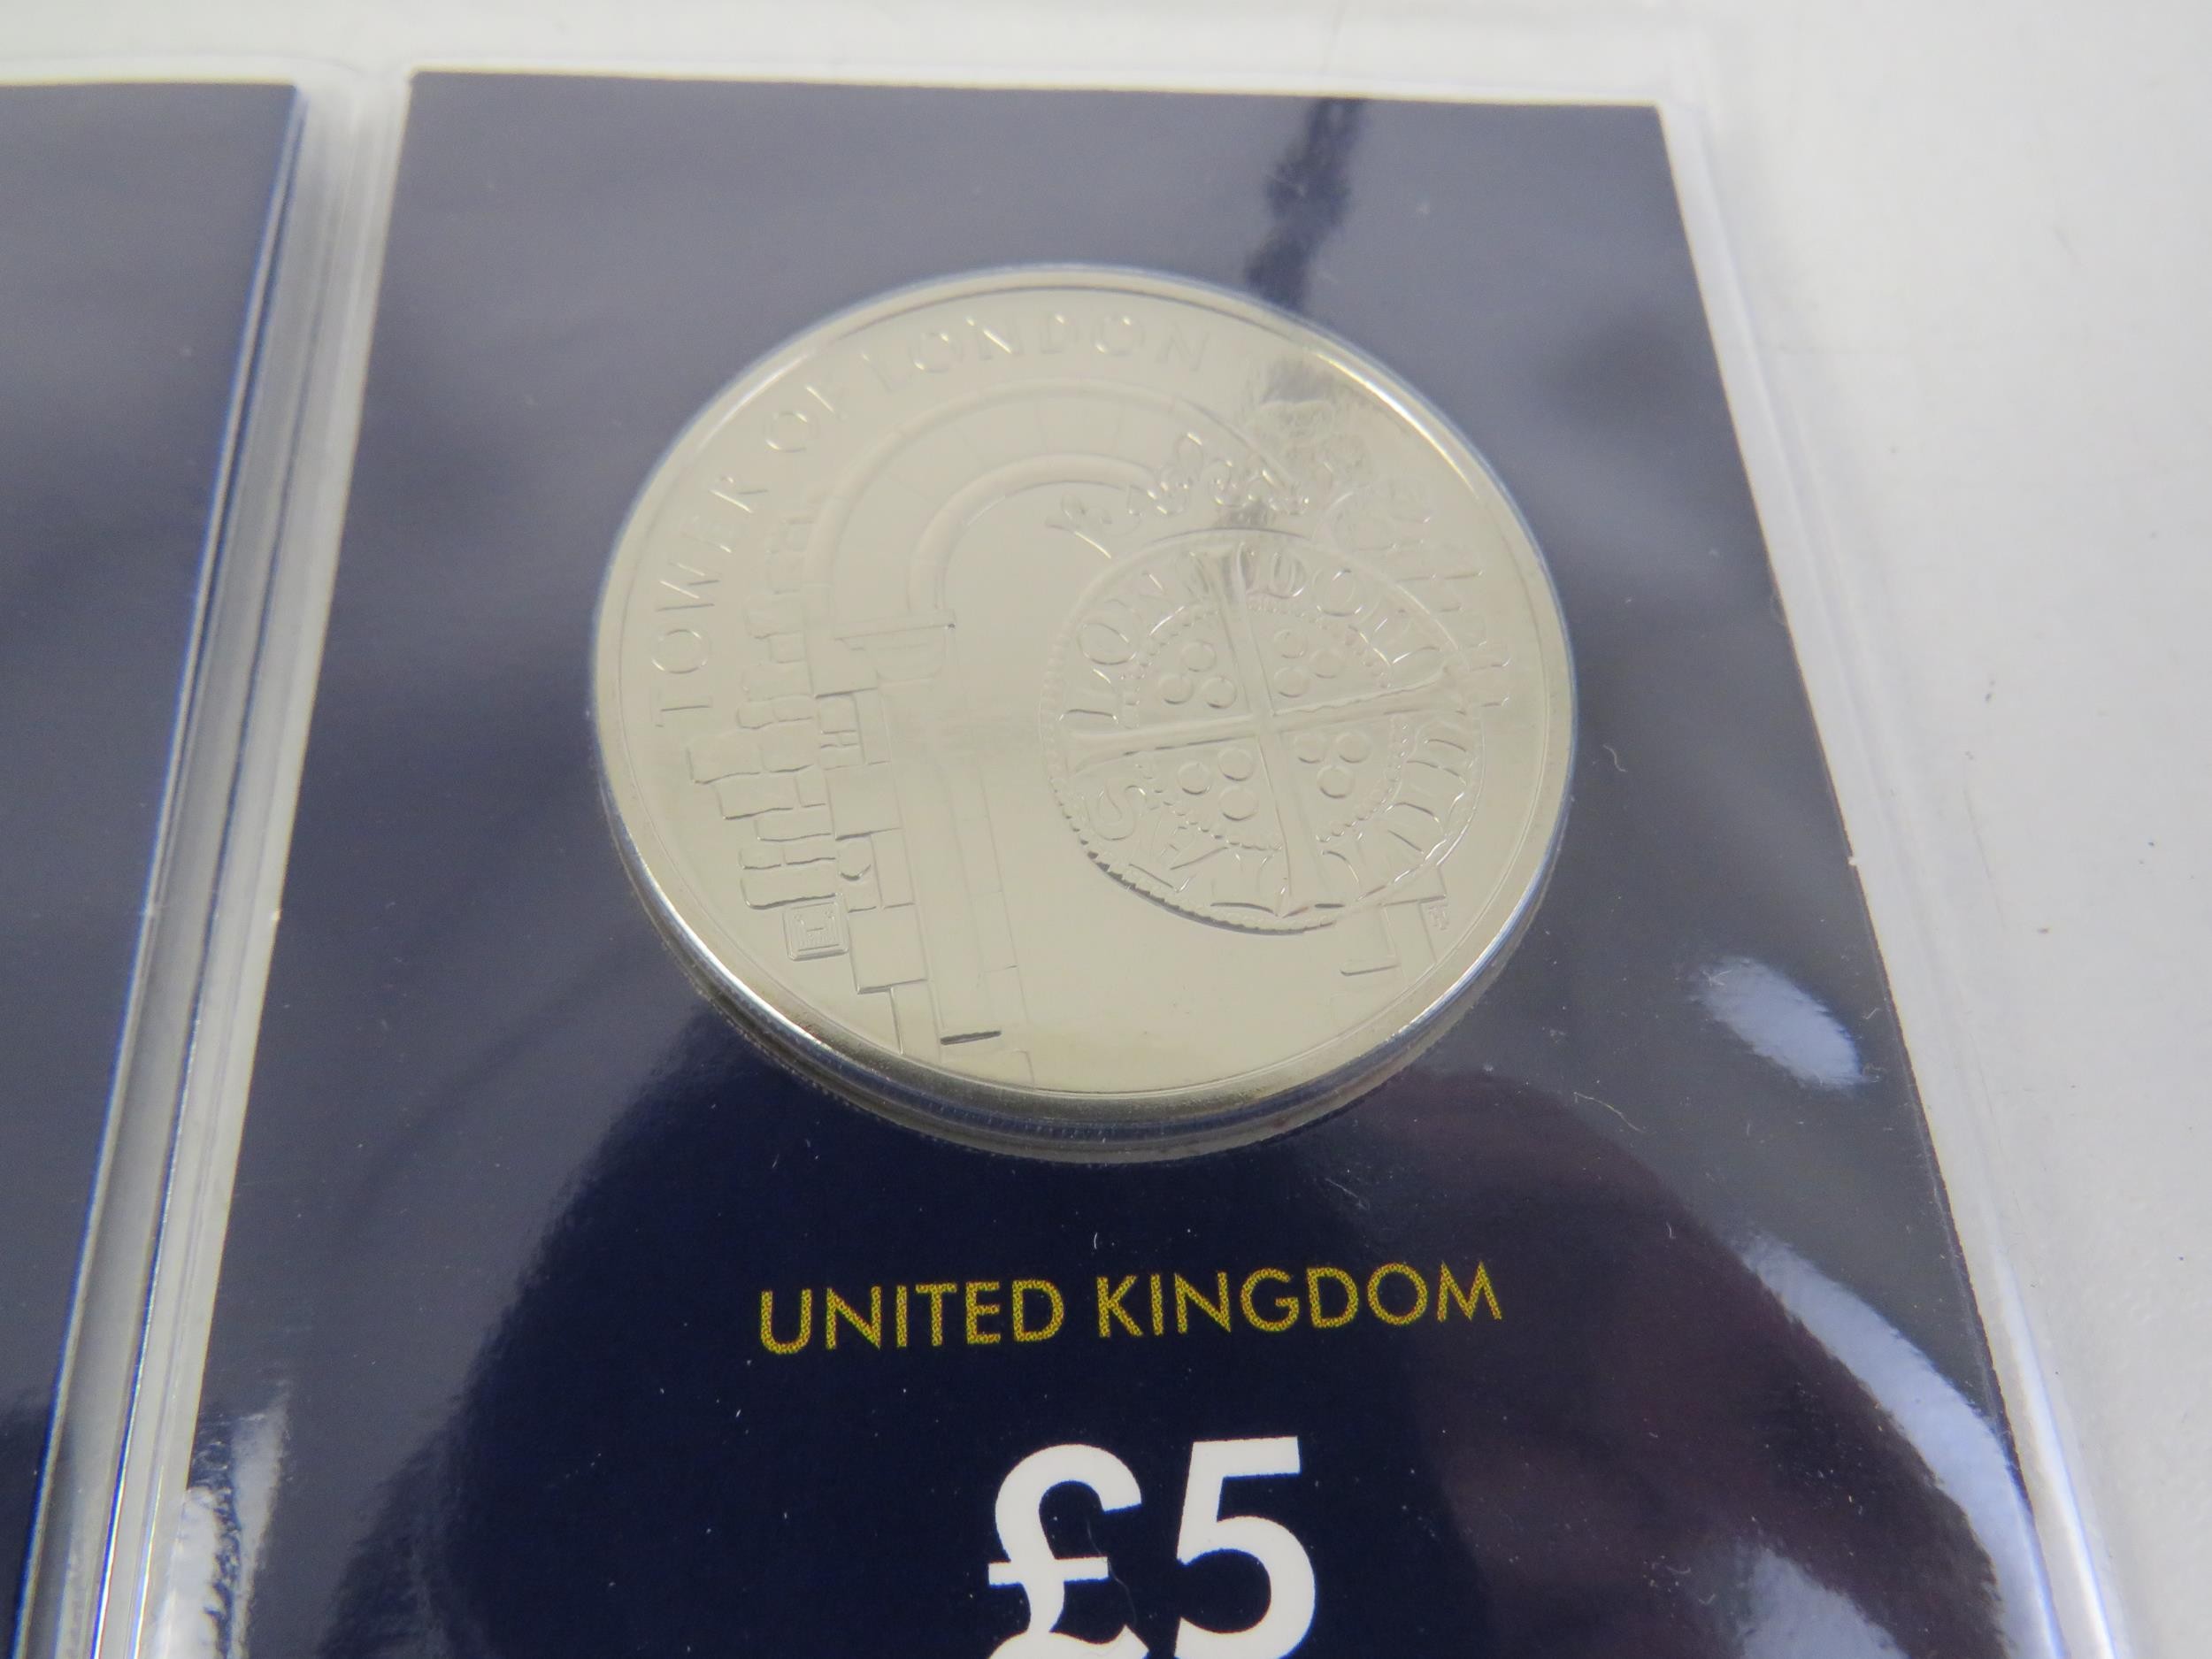 TOWER OF LONDON
UNITED KINGDOM
£5